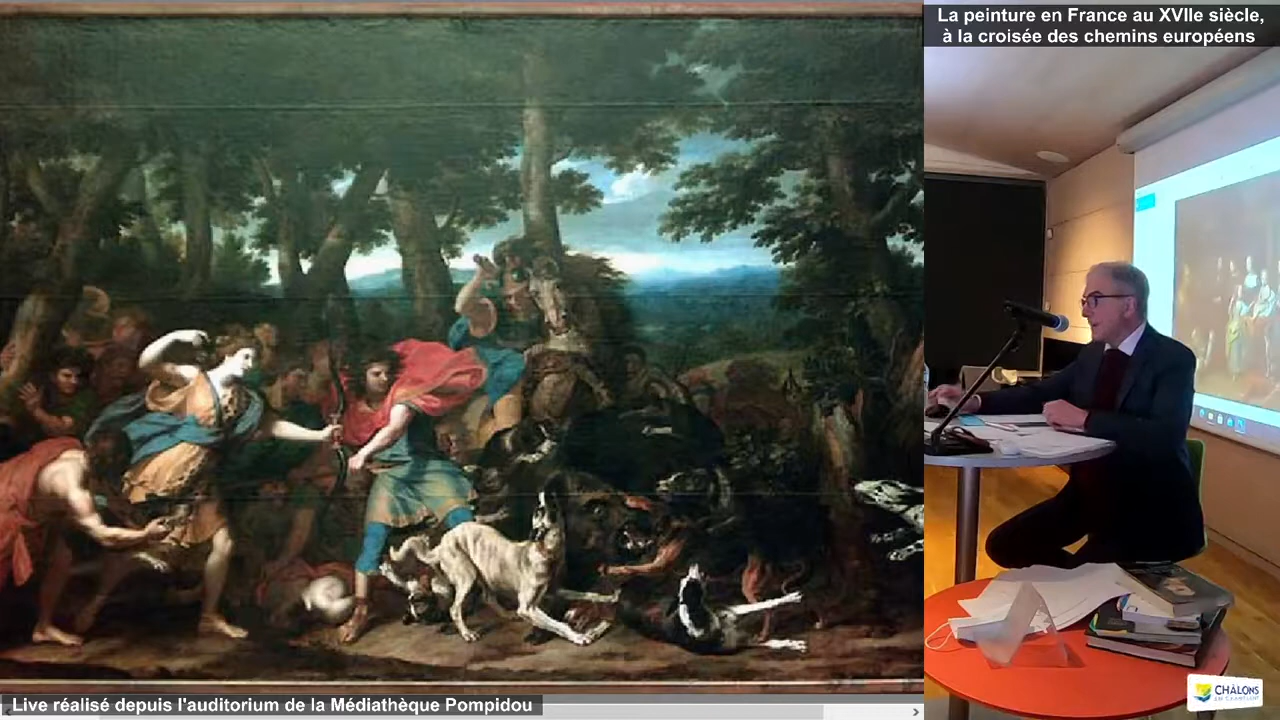 La peinture en France au XVIIe siècle,
à la croisée des chemins européens
Live réalisé depuis l'auditorium de la Médiathèque Pompidou
CHÂLONS